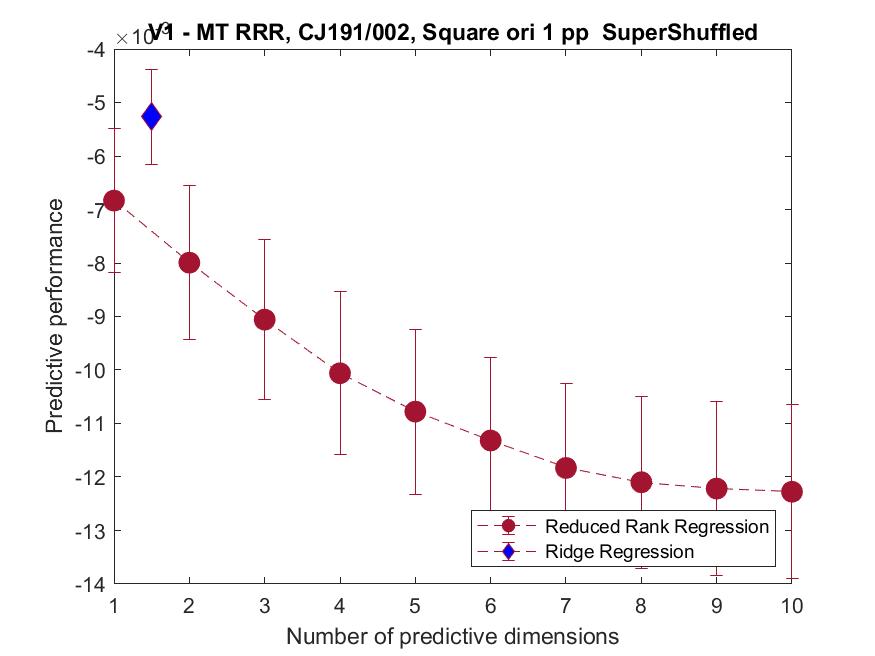 V1 - MT RRR, CJ191/002, Square ori 1 pp SuperShuffled
-4
-5
-6
-7
-8
-9
-10
-11
-12
-13
-14
Predictive performance
Reduced Rank Regression
Ridge Regression
1 2 3 4 5 6 7 8 9 10
Number of predictive dimensions